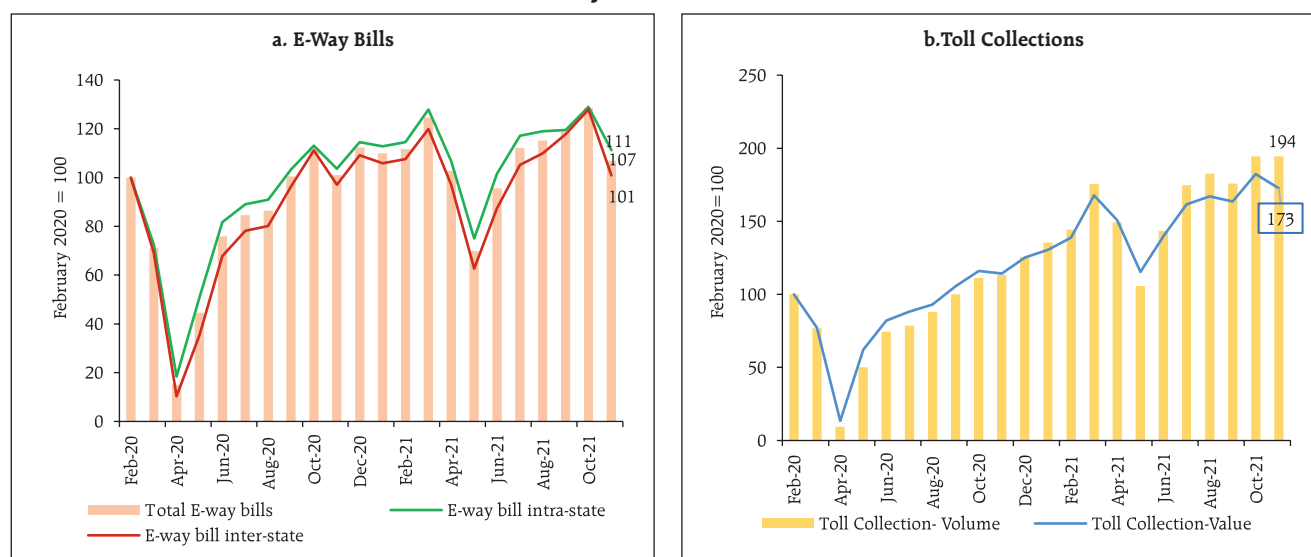 a. E-Way Bills
February 2020 = 100
140
120
100
80
60
40
20
0
111
107
101
Feb-20
Apr-20
Jun-20
Aug-20
Oct-20
Dec-20
Feb-21
Apr-21
Jun-21
Aug-21
Oct-21
Total E-way bills
E-way bill intra-state
E-way bill inter-state
b.Toll Collections
February 2020=100
250
200
150
100
50
0
194
173
Feb-20
Apr-20
Jun-20
Aug-20
Oct-20
Dec-20
Feb-21
Apr-21
Jun-21
Aug-21
Oct-21
Toll Collection- Volume
Toll Collection-Value